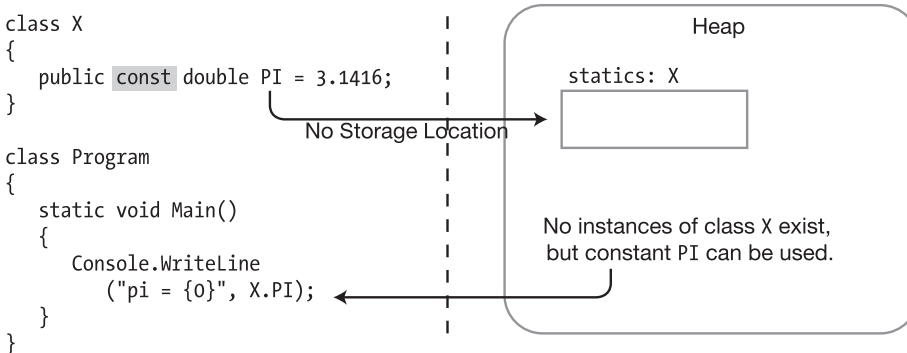 class X
{
public const double PI = 3.1416;
}
class Program
{
static void Main()
{
Console.WriteLine
("pi = {0}", X.PI);
}
}
No Storage Location
Heap
statics: X
No instances of class X exist,
but constant PI can be used.